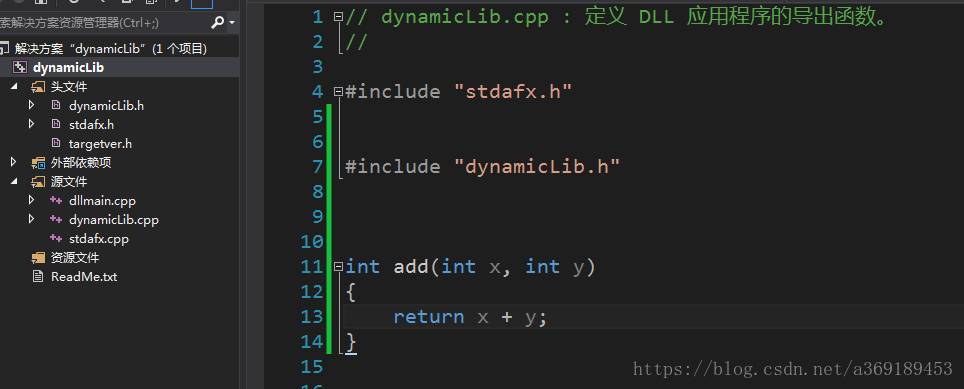 索解决方案资源管理器(Ctrl+;)
解决方案"dynamicLib"(1 个项目)
dynamicLib
头文件
dynamicLib.h
stdafx.h
targetver.h
外部依赖项
源文件
dllmain.cpp
dynamicLib.cpp
stdafx.cpp
资源文件
ReadMe.txt
1 // dynamicLib.cpp : 定义 DLL 应用程序的导出函数。
2 //
3
4 #include "stdafx.h"
5
6
7 #include "dynamicLib.h"
8
9
10
11 int add(int x, int y)
12 {
13 return x + y;
14 }
15
https://blog.csdn.net/a369189453